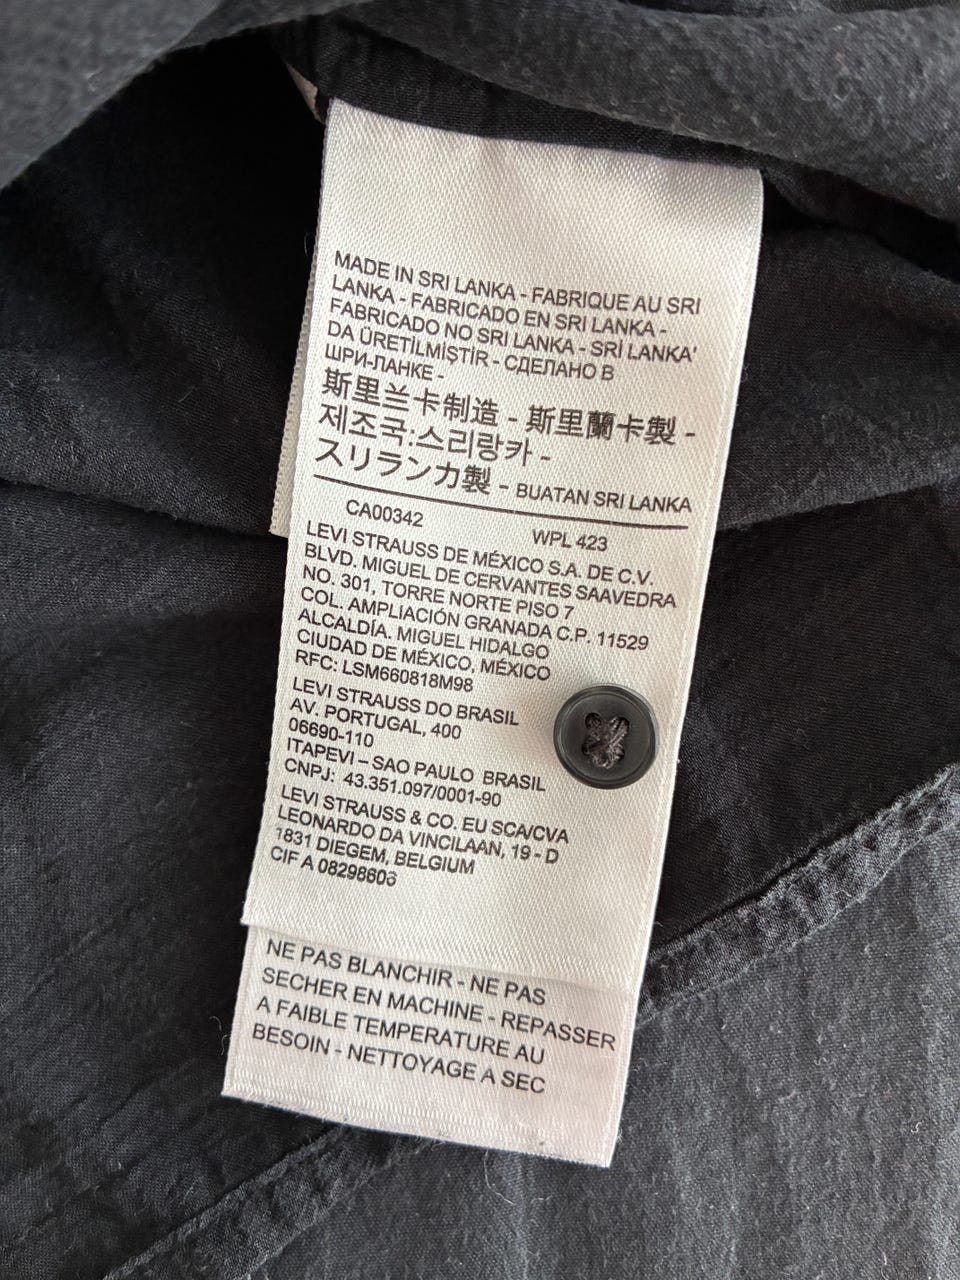 MADE IN SRI LANKA - FABRIQUE AU SRI
LANKA - FABRICADO EN SRI LANKA -
FABRICADO NO SRI LANKA - SRİ LANKA'
DA ÜRETİLMİŞTİR - СДЕЛАНО В
ШРИ-ЛАНКЕ -
斯里兰卡制造 - 斯里蘭卡製 -
제조국:스리랑카 -
スリランカ製 - BUATAN SRI LANKA
CA00342 WPL 423
LEVI STRAUSS DE MÉXICO S.A. DE C.V.
BLVD. MIGUEL DE CERVANTES SAAVEDRA
NO. 301, TORRE NORTE PISO 7
COL. AMPLIACIÓN GRANADA C.P. 11529
ALCALDÍA. MIGUEL HIDALGO
CIUDAD DE MÉXICO, MÉXICO
RFC: LSM660818M98
LEVI STRAUSS DO BRASIL
AV. PORTUGAL, 400
06690-110
ITAPEVI – SAO PAULO BRASIL
CNPJ: 43.351.097/0001-90
LEVI STRAUSS & CO. EU SCA/CVA
LEONARDO DA VINCILAAN, 19 - D
1831 DIEGEM, BELGIUM
CIF A 08298606
NE PAS BLANCHIR - NE PAS
SECHER EN MACHINE - REPASSER
A FAIBLE TEMPERATURE AU
BESOIN - NETTOYAGE A SEC